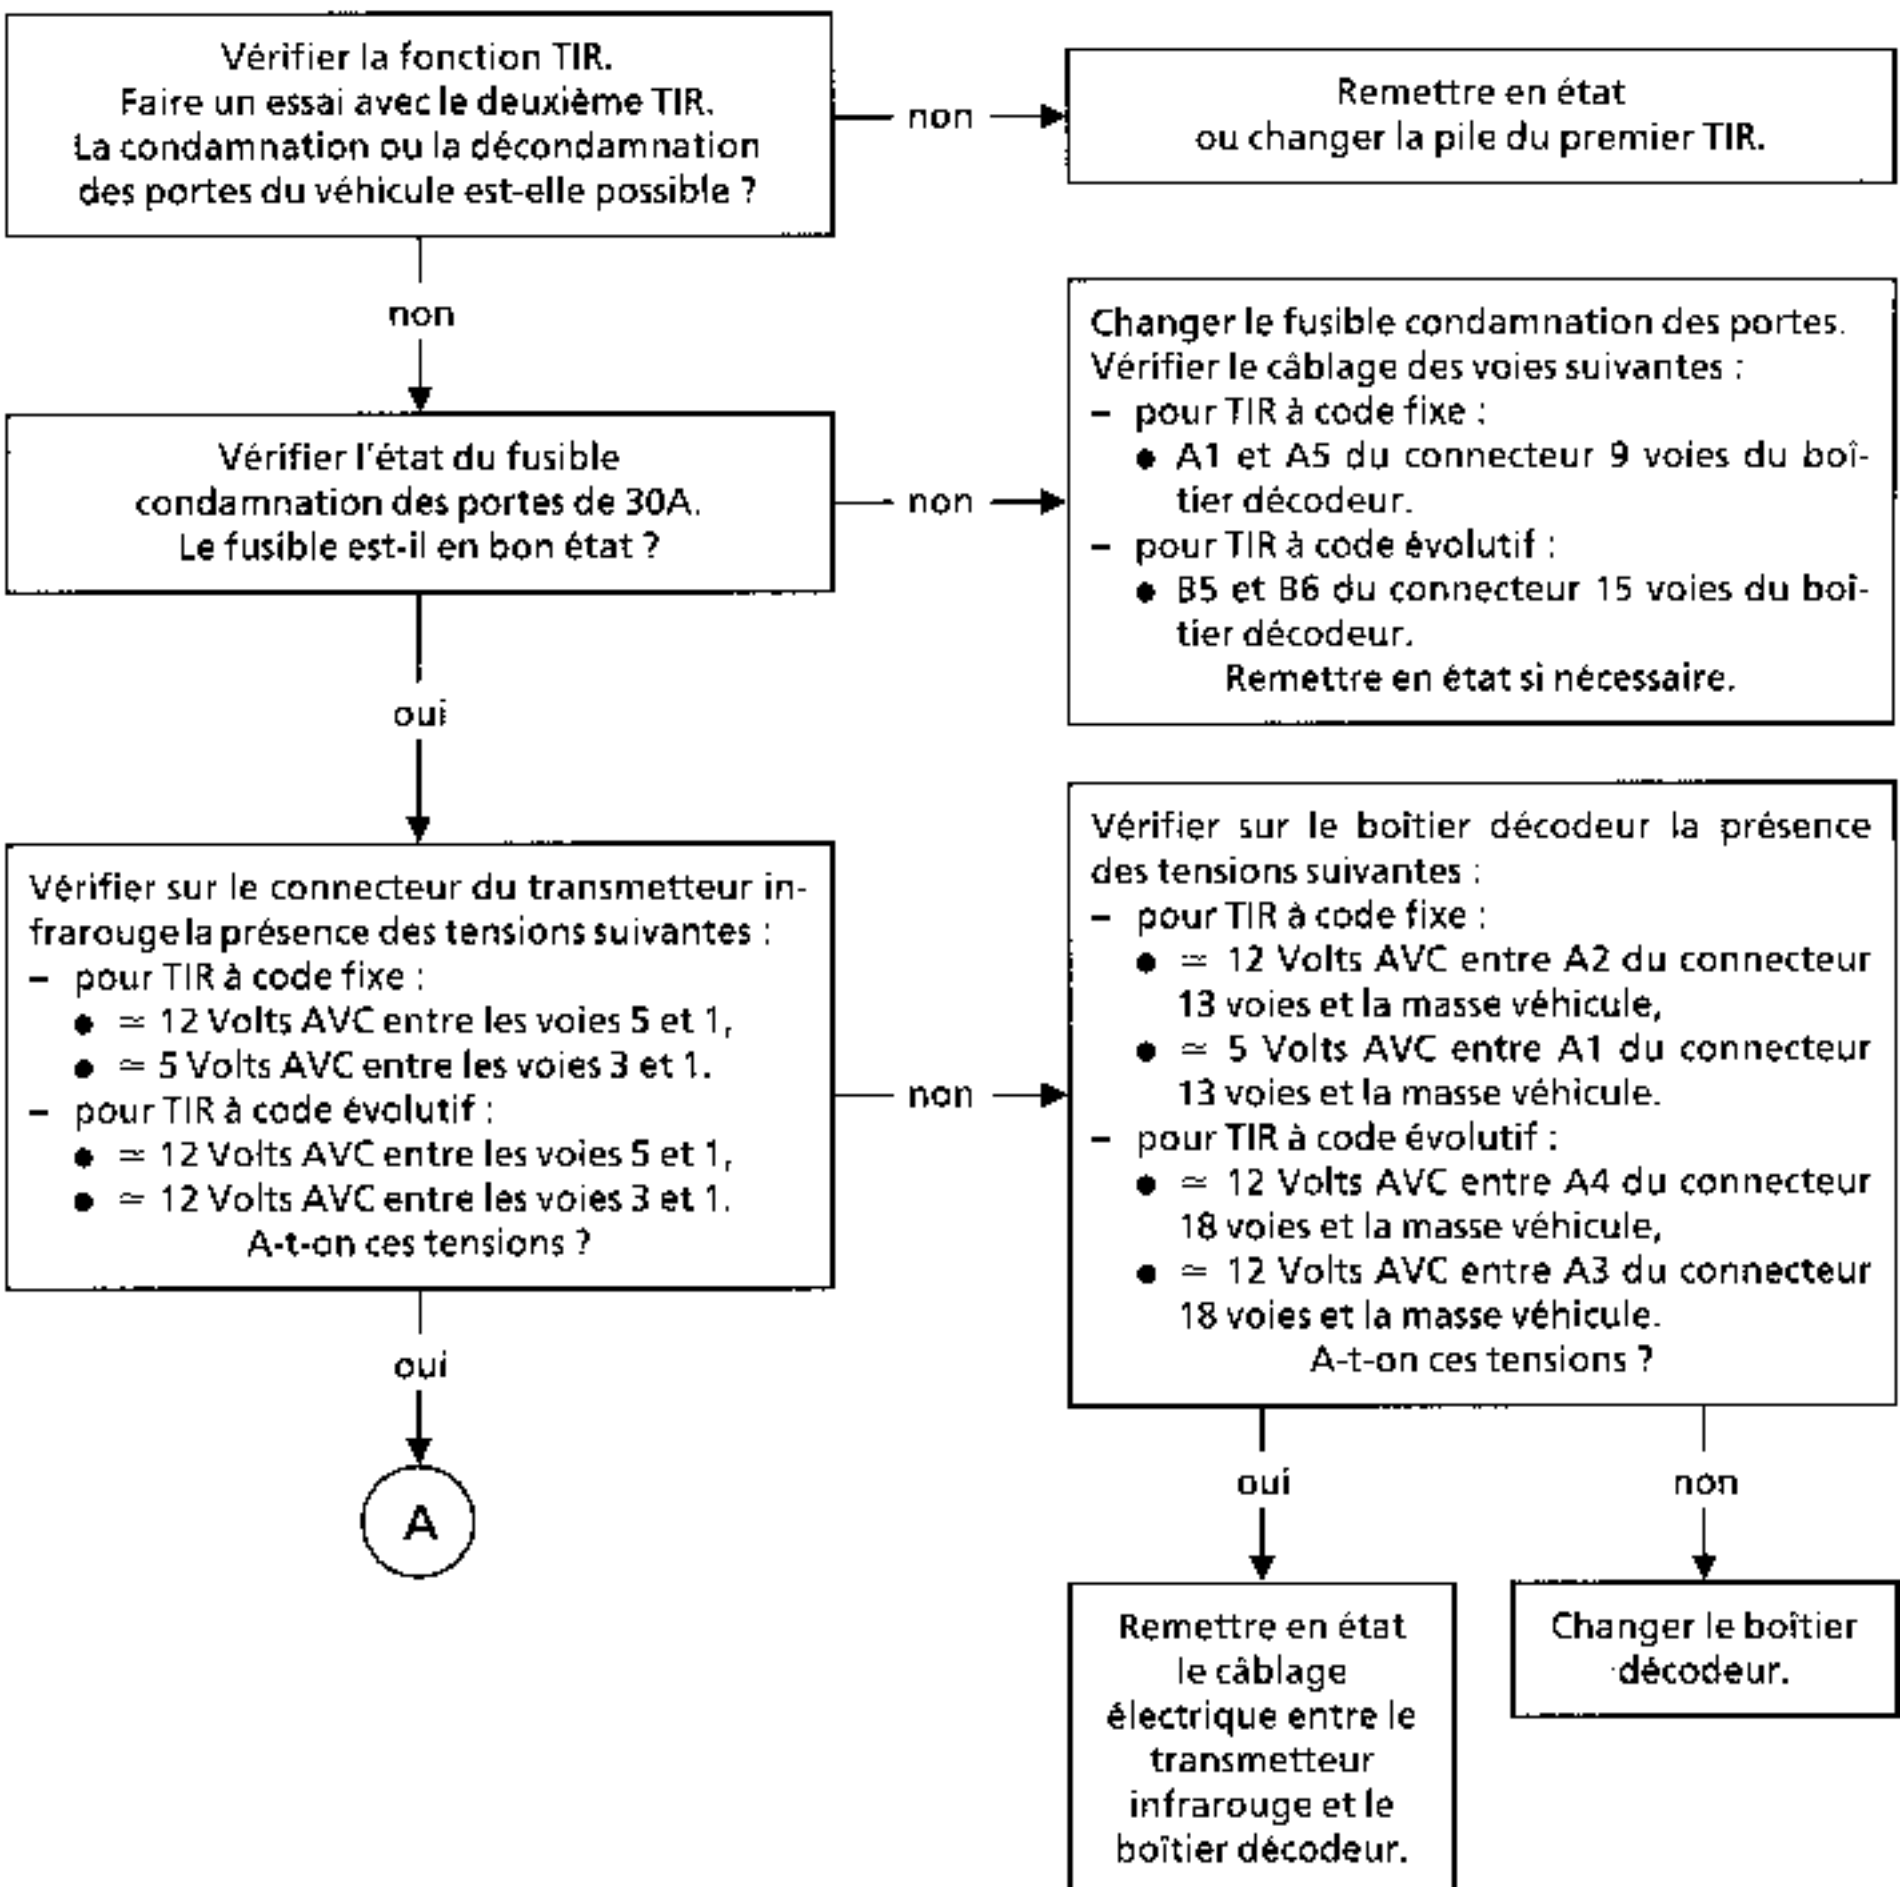 Vérifier la fonction TIR.
Faire un essai avec le deuxième TIR.
La condamnation ou la décondamnation
des portes du véhicule est-elle possible ?
non
Remettre en état
ou changer la pile du premier TIR.
non
Vérifier l'état du fusible
condamnation des portes de 30A.
Le fusible est-il en bon état ?
non
Changer le fusible condamnation des portes.
Vérifier le câblage des voies suivantes :
– pour TIR à code fixe :
● A1 et A5 du connecteur 9 voies du boî-
tier décodeur.
– pour TIR à code évolutif :
● B5 et B6 du connecteur 15 voies du boî-
tier décodeur.
Remettre en état si nécessaire.
oui
Vérifier sur le connecteur du transmetteur in-
frarouge la présence des tensions suivantes :
– pour TIR à code fixe :
● ≃ 12 Volts AVC entre les voies 5 et 1,
● ≃ 5 Volts AVC entre les voies 3 et 1.
– pour TIR à code évolutif :
● ≃ 12 Volts AVC entre les voies 5 et 1,
● ≃ 12 Volts AVC entre les voies 3 et 1.
A-t-on ces tensions ?
non
Vérifier sur le boîtier décodeur la présence
des tensions suivantes :
– pour TIR à code fixe :
● ≃ 12 Volts AVC entre A2 du connecteur
13 voies et la masse véhicule,
● ≃ 5 Volts AVC entre A1 du connecteur
13 voies et la masse véhicule.
– pour TIR à code évolutif :
● ≃ 12 Volts AVC entre A4 du connecteur
18 voies et la masse véhicule,
● ≃ 12 Volts AVC entre A3 du connecteur
18 voies et la masse véhicule.
A-t-on ces tensions ?
oui
A
oui
non
Remettre en état
le câblage
électrique entre le
transmetteur
infrarouge et le
boîtier décodeur.
Changer le boîtier
décodeur.